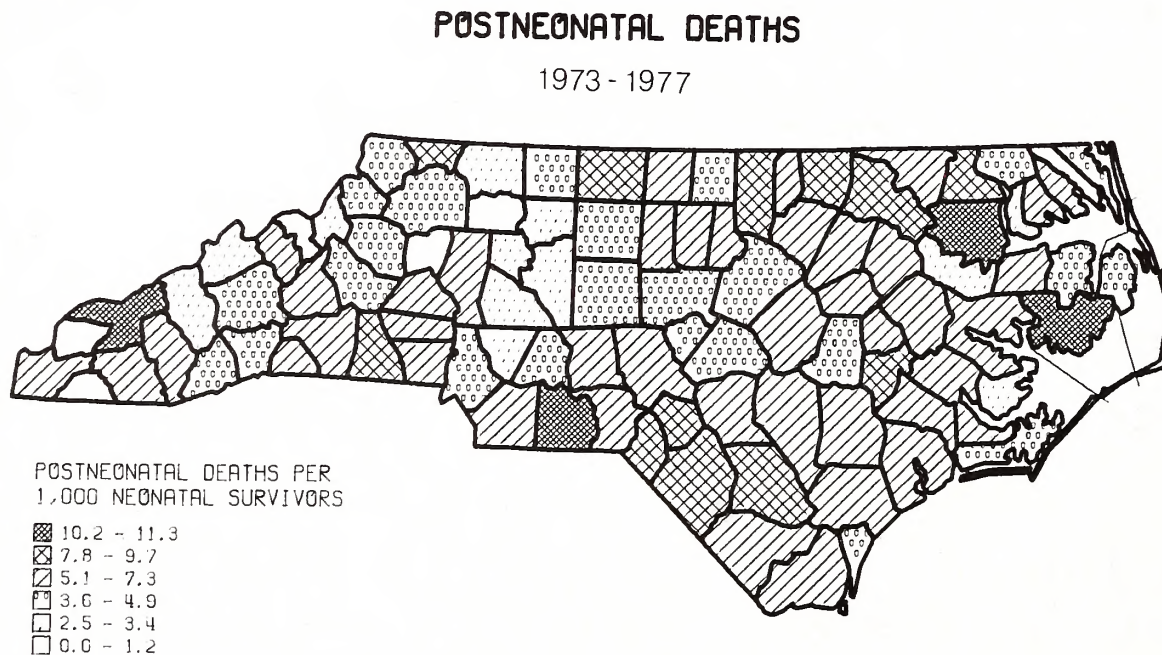 POSTNEONATAL DEATHS
1973 - 1977
POSTNEONATAL DEATHS PER
1,000 NEONATAL SURVIVORS
10.2 - 11.3
7.8 - 9.7
5.1 - 7.3
3.6 - 4.9
2.5 - 3.4
0.0 - 1.2